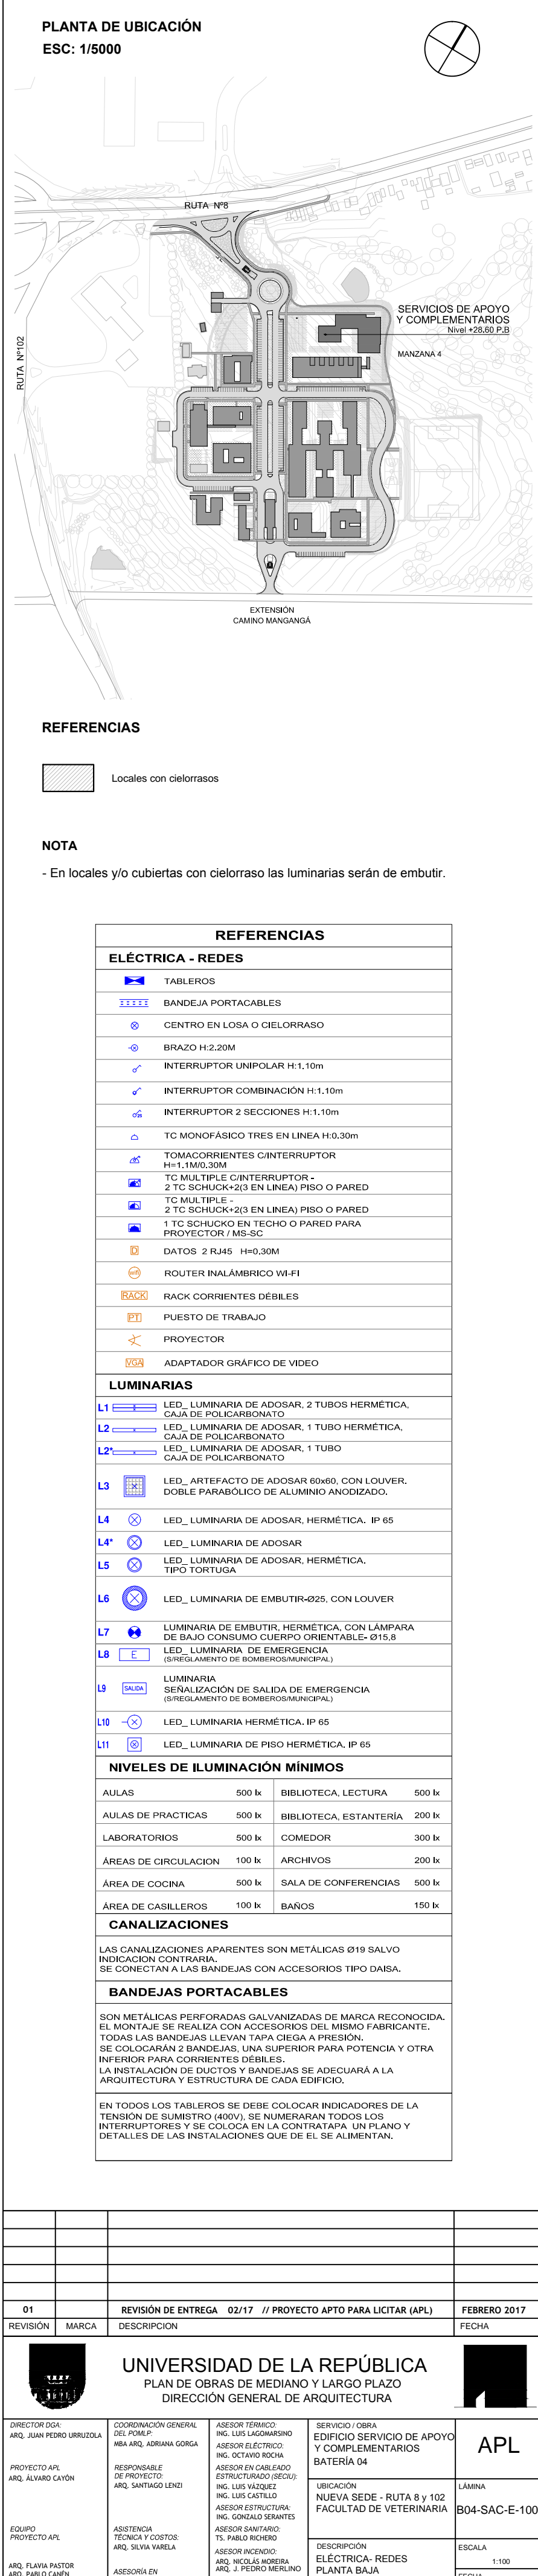 PLANTA DE UBICACIÓN
ESC: 1/5000
RUTA Nº8
RUTA Nº102
SERVICIOS DE APOYO
Y COMPLEMENTARIOS
Nivel +28.60 P.B
MANZANA 4
EXTENSIÓN
CAMINO MANGANGÁ
REFERENCIAS
Locales con cielorrasos
NOTA
- En locales y/o cubiertas con cielorraso las luminarias serán de embutir.
REFERENCIAS
ELÉCTRICA - REDES
TABLEROS
BANDEJA PORTACABLES
CENTRO EN LOSA O CIELORRASO
BRAZO H:2.20M
INTERRUPTOR UNIPOLAR H:1,10m
INTERRUPTOR COMBINACIÓN H:1.10m
2s INTERRUPTOR 2 SECCIONES H:1.10m
TC MONOFÁSICO TRES EN LINEA H:0.30m
TOMACORRIENTES C/INTERRUPTOR
H=1.1M/0.30M
TC MULTIPLE C/INTERRUPTOR -
2 TC SCHUCK+2(3 EN LINEA) PISO O PARED
TC MULTIPLE -
2 TC SCHUCK+2(3 EN LINEA) PISO O PARED
1 TC SCHUCKO EN TECHO O PARED PARA
PROYECTOR / MS-SC
D DATOS 2 RJ45 H=0,30M
wifi ROUTER INALÁMBRICO WI-FI
RACK RACK CORRIENTES DÉBILES
PT PUESTO DE TRABAJO
PROYECTOR
VGA ADAPTADOR GRÁFICO DE VIDEO
LUMINARIAS
L1 LED_ LUMINARIA DE ADOSAR, 2 TUBOS HERMÉTICA,
CAJA DE POLICARBONATO
L2 LED_ LUMINARIA DE ADOSAR, 1 TUBO HERMÉTICA,
CAJA DE POLICARBONATO
L2* LED_ LUMINARIA DE ADOSAR, 1 TUBO
CAJA DE POLICARBONATO
L3 LED_ ARTEFACTO DE ADOSAR 60x60, CON LOUVER.
DOBLE PARABÓLICO DE ALUMINIO ANODIZADO.
L4 LED_ LUMINARIA DE ADOSAR, HERMÉTICA. IP 65
L4* LED_ LUMINARIA DE ADOSAR
L5 LED_ LUMINARIA DE ADOSAR, HERMÉTICA,
TIPO TORTUGA
L6 LED_ LUMINARIA DE EMBUTIR-Ø25, CON LOUVER
L7 LUMINARIA DE EMBUTIR, HERMÉTICA, CON LÁMPARA
DE BAJO CONSUMO CUERPO ORIENTABLE- Ø15,8
L8 E LED_ LUMINARIA DE EMERGENCIA
(S/REGLAMENTO DE BOMBEROS/MUNICIPAL)
L9 SALIDA LUMINARIA
SEÑALIZACIÓN DE SALIDA DE EMERGENCIA
(S/REGLAMENTO DE BOMBEROS/MUNICIPAL)
L10 LED_ LUMINARIA HERMÉTICA. IP 65
L11 LED_ LUMINARIA DE PISO HERMÉTICA, IP 65
NIVELES DE ILUMINACIÓN MÍNIMOS
AULAS 500 lx BIBLIOTECA, LECTURA 500 lx
AULAS DE PRACTICAS 500 lx BIBLIOTECA, ESTANTERÍA 200 lx
LABORATORIOS 500 lx COMEDOR 300 lx
ÁREAS DE CIRCULACION 100 lx ARCHIVOS 200 lx
ÁREA DE COCINA 500 lx SALA DE CONFERENCIAS 500 lx
ÁREA DE CASILLEROS 100 lx BAÑOS 150 lx
CANALIZACIONES
LAS CANALIZACIONES APARENTES SON METÁLICAS Ø19 SALVO
INDICACION CONTRARIA.
SE CONECTAN A LAS BANDEJAS CON ACCESORIOS TIPO DAISA.
BANDEJAS PORTACABLES
SON METÁLICAS PERFORADAS GALVANIZADAS DE MARCA RECONOCIDA.
EL MONTAJE SE REALIZA CON ACCESORIOS DEL MISMO FABRICANTE.
TODAS LAS BANDEJAS LLEVAN TAPA CIEGA A PRESIÓN.
SE COLOCARÁN 2 BANDEJAS, UNA SUPERIOR PARA POTENCIA Y OTRA
INFERIOR PARA CORRIENTES DÉBILES.
LA INSTALACIÓN DE DUCTOS Y BANDEJAS SE ADECUARÁ A LA
ARQUITECTURA Y ESTRUCTURA DE CADA EDIFICIO.
EN TODOS LOS TABLEROS SE DEBE COLOCAR INDICADORES DE LA
TENSIÓN DE SUMISTRO (400V), SE NUMERARAN TODOS LOS
INTERRUPTORES Y SE COLOCA EN LA CONTRATAPA UN PLANO Y
DETALLES DE LAS INSTALACIONES QUE DE EL SE ALIMENTAN.
01 REVISIÓN DE ENTREGA 02/17 // PROYECTO APTO PARA LICITAR (APL) FEBRERO 2017
REVISIÓN MARCA DESCRIPCION FECHA
UNIVERSIDAD DE LA REPÚBLICA
PLAN DE OBRAS DE MEDIANO Y LARGO PLAZO
DIRECCIÓN GENERAL DE ARQUITECTURA
DIRECTOR DGA:
ARQ. JUAN PEDRO URRUZOLA
PROYECTO APL
ARQ. ÁLVARO CAYÓN
EQUIPO
PROYECTO APL
ARQ. FLAVIA PASTOR
ARQ. PABLO CANÉN
COORDINACIÓN GENERAL
DEL POMLP:
MBA ARQ. ADRIANA GORGA
RESPONSABLE
DE PROYECTO:
ARQ. SANTIAGO LENZI
ASISTENCIA
TÉCNICA Y COSTOS:
ARQ. SILVIA VARELA
ASESORÍA EN
ASESOR TÉRMICO:
ING. LUIS LAGOMARSINO
ASESOR ELÉCTRICO:
ING. OCTAVIO ROCHA
ASESOR EN CABLEADO
ESTRUCTURADO (SECIU):
ING. LUIS VÁZQUEZ
ING. LUIS CASTILLO
ASESOR ESTRUCTURA:
ING. GONZALO SERANTES
ASESOR SANITARIO:
TS. PABLO RICHERO
ASESOR INCENDIO:
ARQ. NICOLÁS MOREIRA
ARQ. J. PEDRO MERLINO
SERVICIO / OBRA
EDIFICIO SERVICIO DE APOYO
Y COMPLEMENTARIOS
BATERÍA 04
UBICACIÓN
NUEVA SEDE - RUTA 8 y 102
FACULTAD DE VETERINARIA
DESCRIPCIÓN
ELÉCTRICA- REDES
PLANTA BAJA
APL
LÁMINA
B04-SAC-E-100
ESCALA
1:100
FECHA